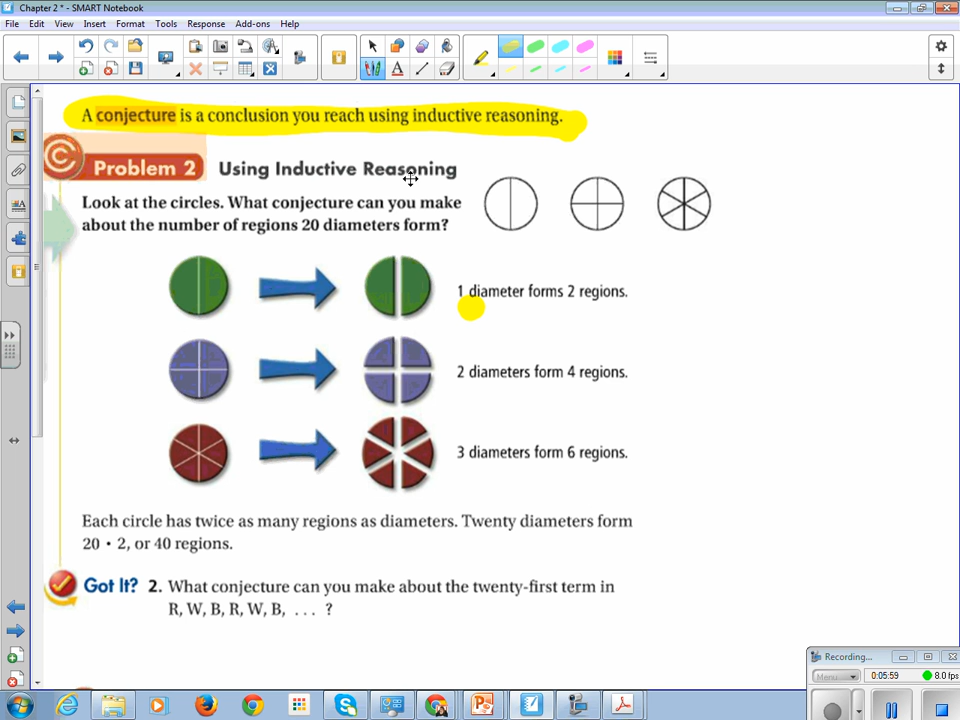 Chapter 2 * - SMART Notebook
File Edit View Insert Format Tools Response Add-ons Help
A conjecture is a conclusion you reach using inductive reasoning.
C Problem 2 Using Inductive Reasoning
Look at the circles. What conjecture can you make
about the number of regions 20 diameters form?
1 diameter forms 2 regions.
2 diameters form 4 regions.
3 diameters form 6 regions.
Each circle has twice as many regions as diameters. Twenty diameters form
20 • 2, or 40 regions.
Got It? 2. What conjecture can you make about the twenty-first term in
R, W, B, R, W, B, . . . ?
Recording...
Menu
0:05:59 8.0 fps